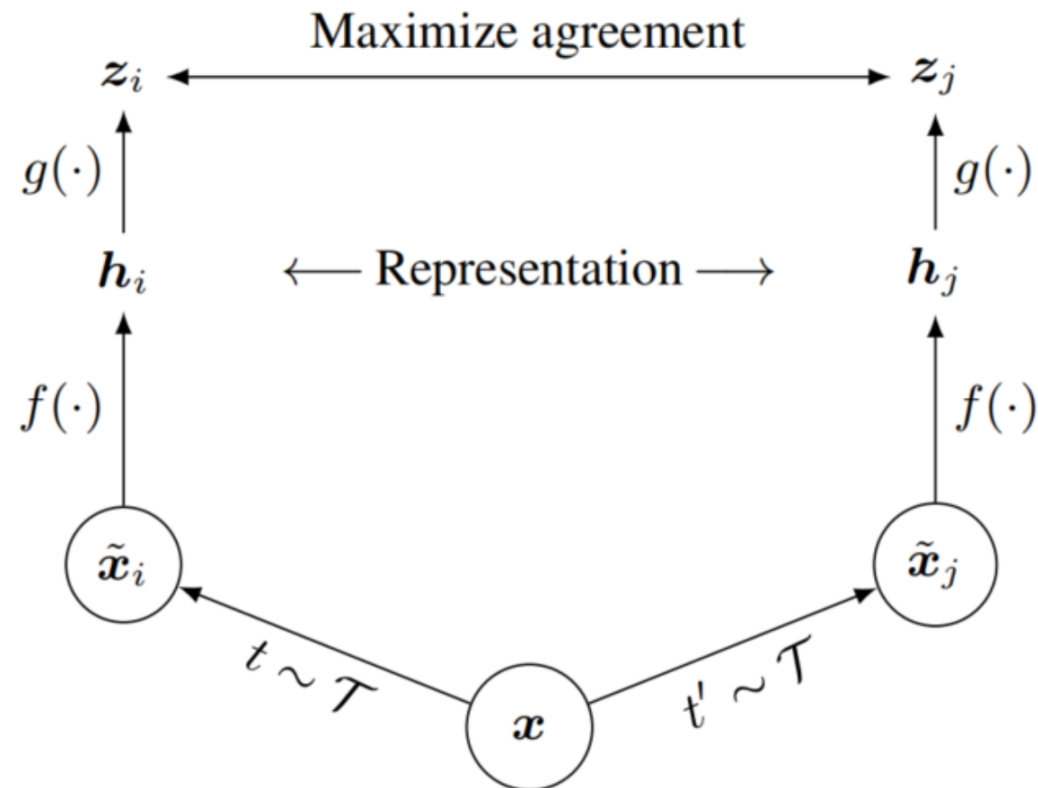 Maximize agreement
z_i z_j
g(·) g(·)
h_i ← Representation → h_j
f(·) f(·)
x̃_i x̃_j
t ~ 𝒯 t′ ~ 𝒯
x